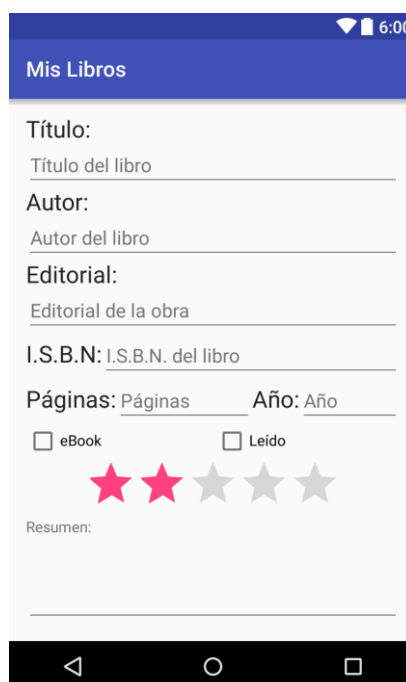 6:00
Mis Libros
Título:
Título del libro
Autor:
Autor del libro
Editorial:
Editorial de la obra
I.S.B.N: I.S.B.N. del libro
Páginas: Páginas Año: Año
eBook Leído
Resumen: